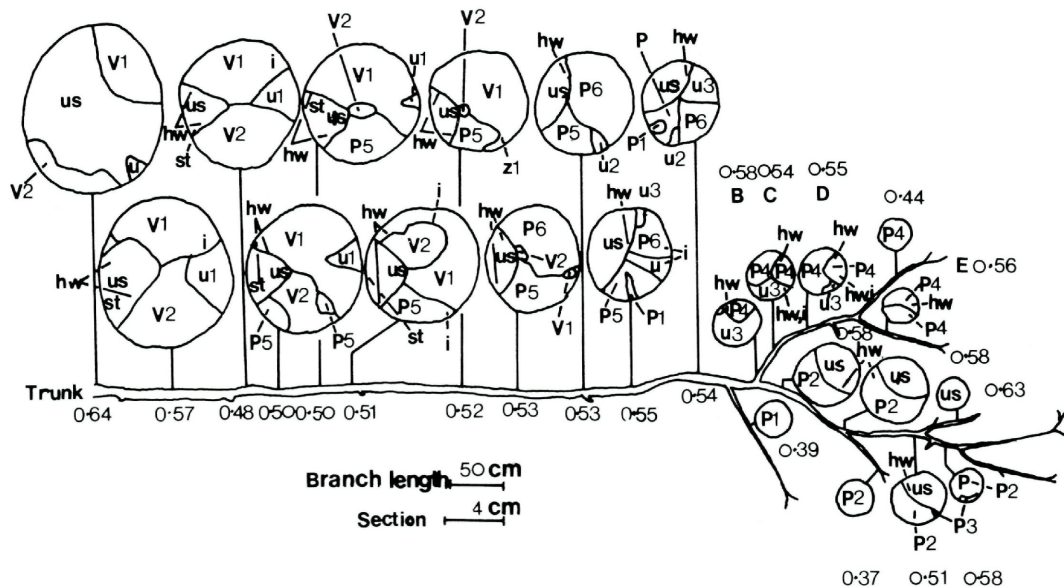 V2 V2
hw P hw
V1 V1 i V1 u1 V1 us P6 us u3
us us u1 st us us P5 P6
hw V2 hw P5 hw P5 z1 u2 P1 u2
V2 u st
0·58 0·54 0·55
B C D 0·44
hw i hw u3
V1 i hw V1 hw V2 P6 us P6 i hw hw P4
hw us u1 us u1 us V1 us V2 u P4 P4 P4 P4 E 0·56
st V2 V2 P5 P5 P5 P1 P4 u3 hw,i u3 hw,i P4 hw
P5 P5 st i V1 u3 P4
0·58 hw 0·58
us us
Trunk P2 P2 us 0·63
0·64 0·57 0·48 0·50 0·50 0·51 0·52 0·53 0·53 0·55 0·54 P1
0·39
hw
Branch length 50 cm
us P P2
Section 4 cm P2
P3
P2
0·37 0·51 0·58